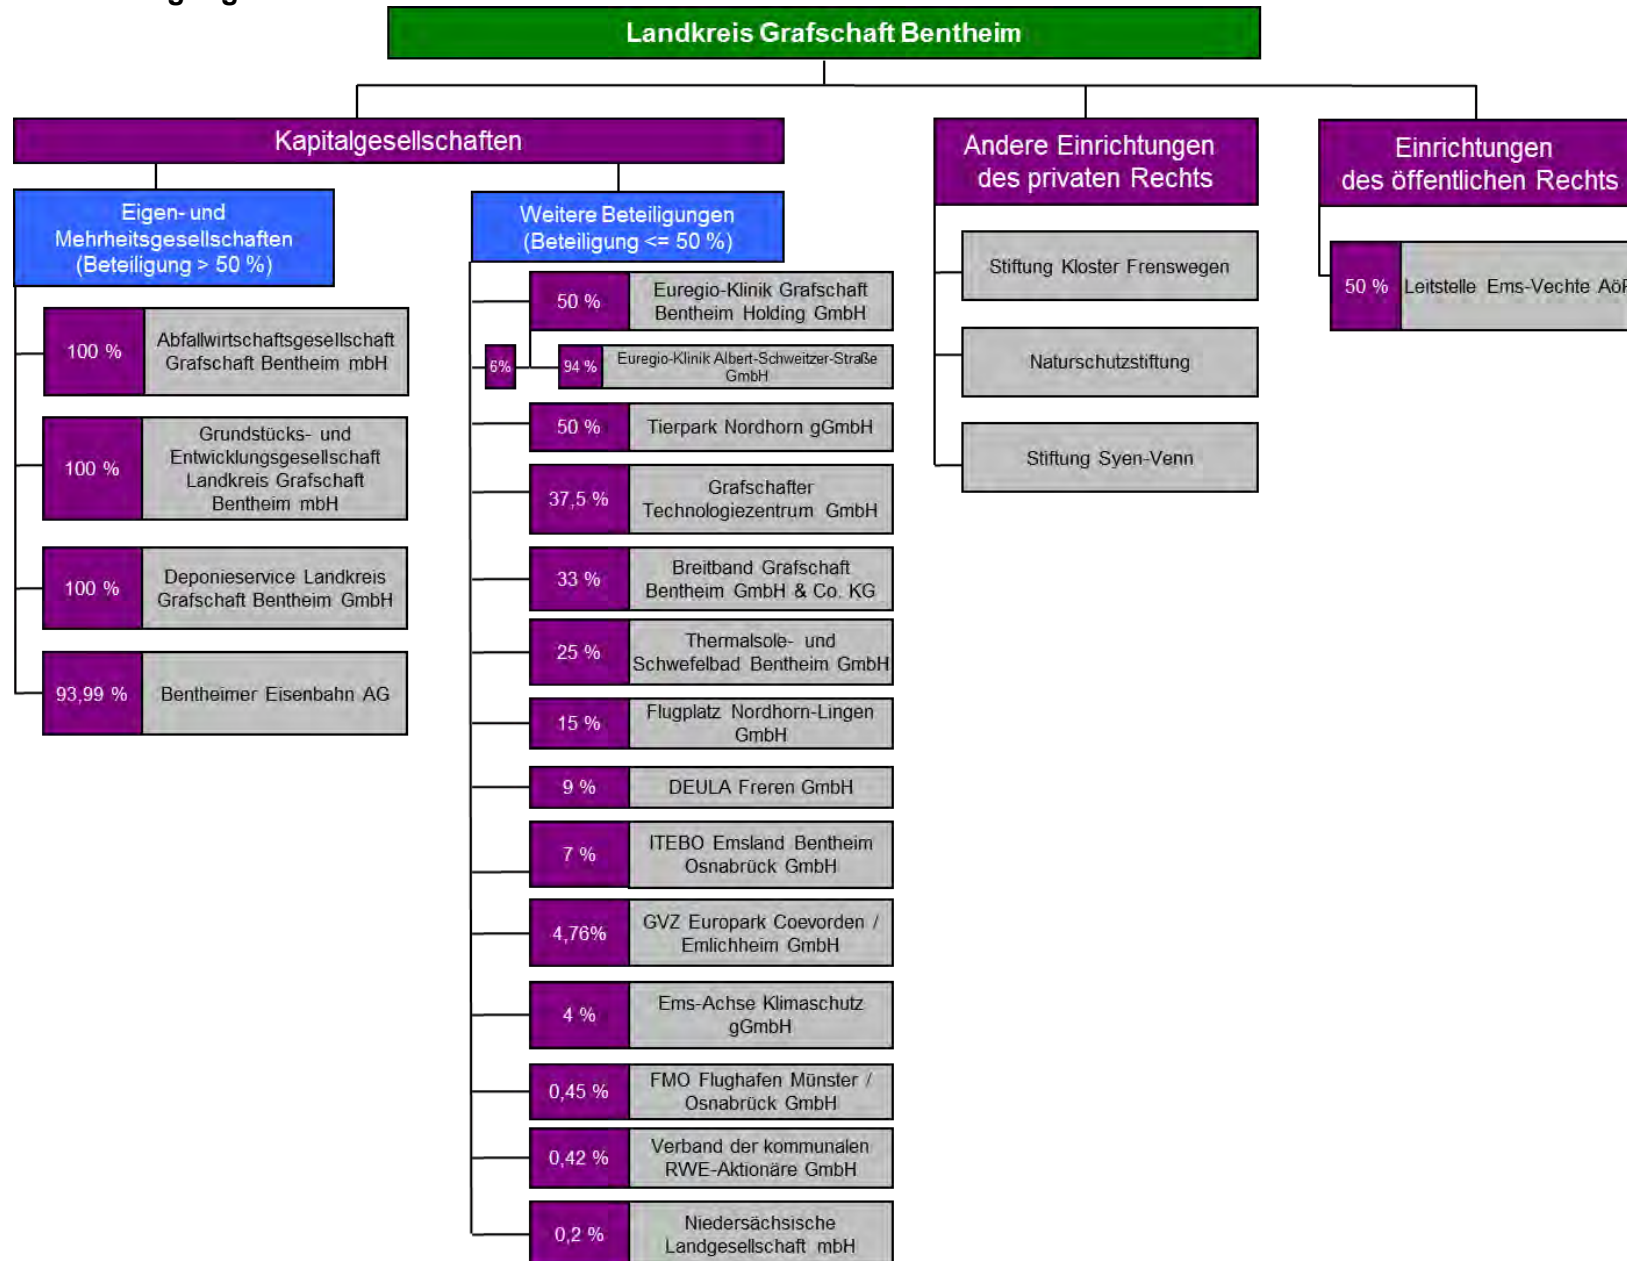 Landkreis Grafschaft Bentheim
Kapitalgesellschaften
Eigen- und
Mehrheitsgesellschaften
(Beteiligung > 50 %)
100 %
Abfallwirtschaftsgesellschaft
Grafschaft Bentheim mbH
100 %
Grundstücks- und
Entwicklungsgesellschaft
Landkreis Grafschaft
Bentheim mbH
100 %
Deponieservice Landkreis
Grafschaft Bentheim GmbH
93,99 %
Bentheimer Eisenbahn AG
Weitere Beteiligungen
(Beteiligung <= 50 %)
50 %
Euregio-Klinik Grafschaft
Bentheim Holding GmbH
6%
94 %
Euregio-Klinik Albert-Schweitzer-Straße
GmbH
50 %
Tierpark Nordhorn gGmbH
37,5 %
Grafschafter
Technologiezentrum GmbH
33 %
Breitband Grafschaft
Bentheim GmbH & Co. KG
25 %
Thermalsole- und
Schwefelbad Bentheim GmbH
15 %
Flugplatz Nordhorn-Lingen
GmbH
9 %
DEULA Freren GmbH
7 %
ITEBO Emsland Bentheim
Osnabrück GmbH
4,76%
GVZ Europark Coevorden /
Emlichheim GmbH
4 %
Ems-Achse Klimaschutz
gGmbH
0,45 %
FMO Flughafen Münster /
Osnabrück GmbH
0,42 %
Verband der kommunalen
RWE-Aktionäre GmbH
0,2 %
Niedersächsische
Landgesellschaft mbH
Andere Einrichtungen
des privaten Rechts
Stiftung Kloster Frenswegen
Naturschutzstiftung
Stiftung Syen-Venn
Einrichtungen
des öffentlichen Rechts
50 %
Leitstelle Ems-Vechte